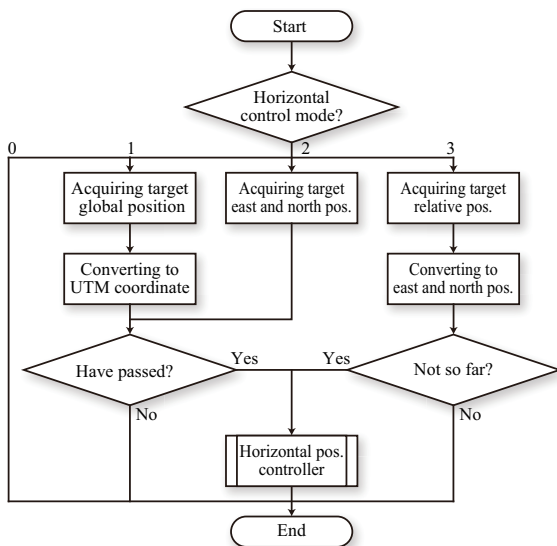 Start
Horizontal
control mode?
0
1
2
3
Acquiring target
global position
Acquiring target
east and north pos.
Acquiring target
relative pos.
Converting to
UTM coordinate
Converting to
east and north pos.
Have passed?
Yes
Yes
Not so far?
No
No
Horizontal pos.
controller
End